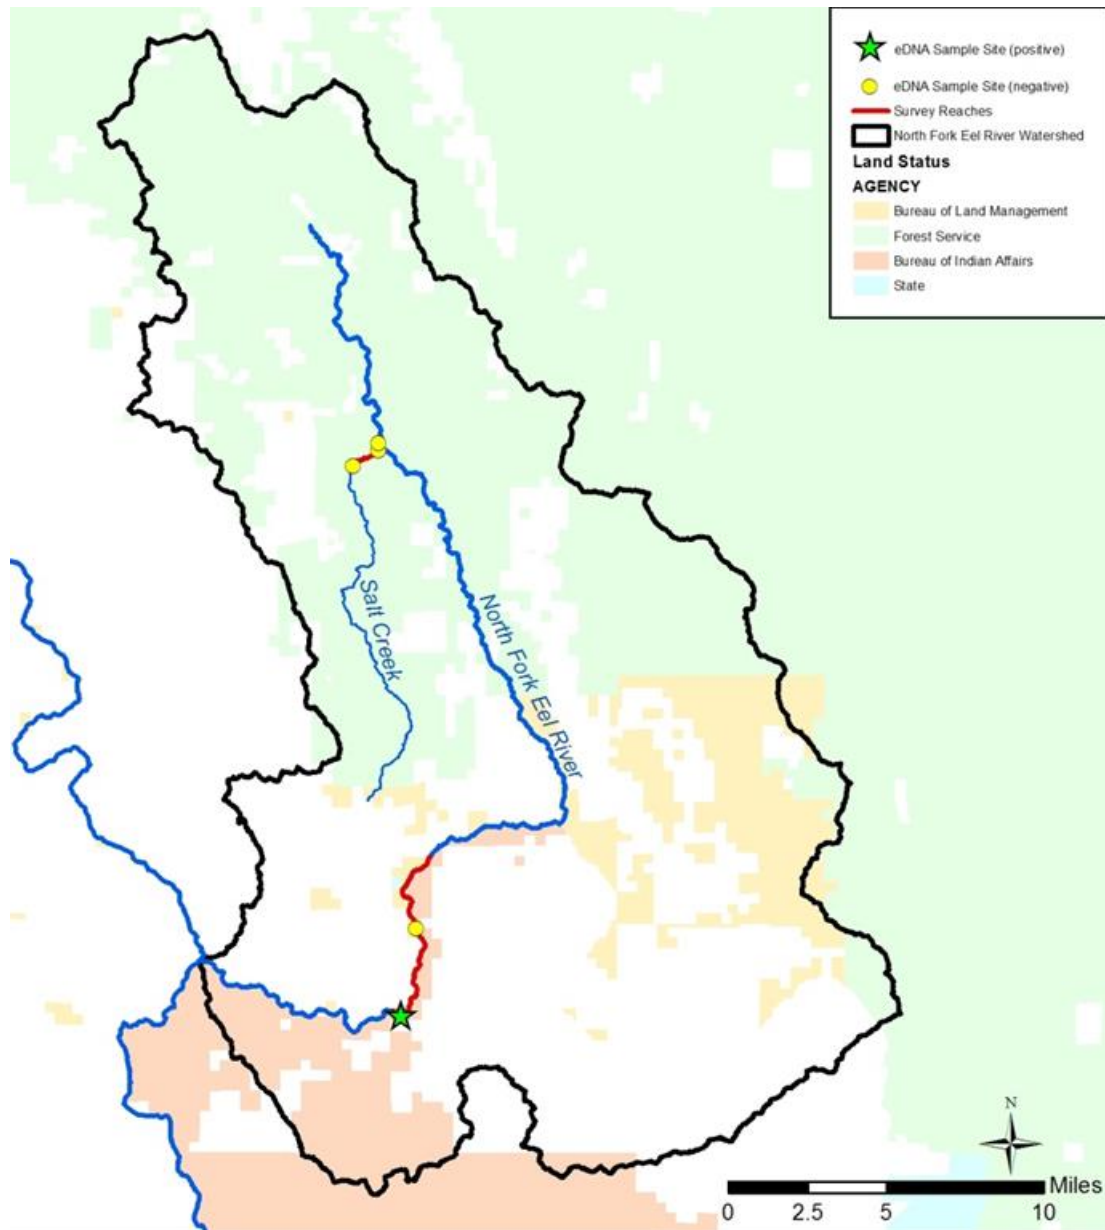 eDNA Sample Site (positive)
eDNA Sample Site (negative)
Survey Reaches
North Fork Eel River Watershed
Land Status
AGENCY
Bureau of Land Management
Forest Service
Bureau of Indian Affairs
State
Salt Creek
North Fork Eel River
N
Miles
0 2.5 5 10